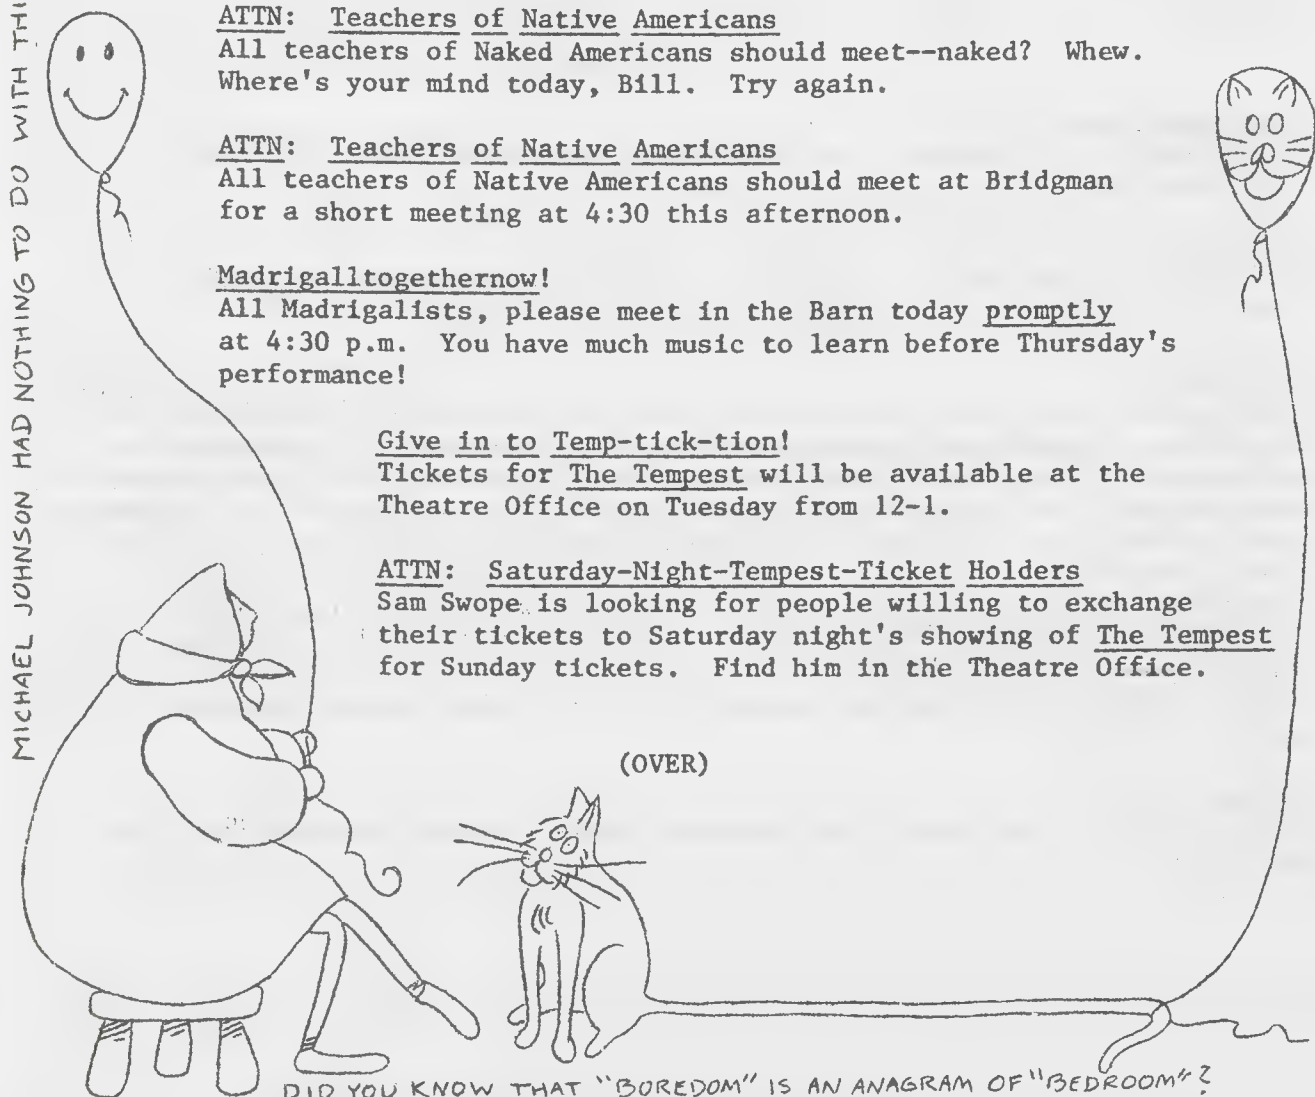 ATTN: Teachers of Native Americans
All teachers of Naked Americans should meet--naked? Whew.
Where's your mind today, Bill. Try again.
ATTN: Teachers of Native Americans
All teachers of Native Americans should meet at Bridgman
for a short meeting at 4:30 this afternoon.
Madrigalltogethernow!
All Madrigalists, please meet in the Barn today promptly
at 4:30 p.m. You have much music to learn before Thursday's
performance!
Give in to Temp-tick-tion!
Tickets for The Tempest will be available at the
Theatre Office on Tuesday from 12-1.
ATTN: Saturday-Night-Tempest-Ticket Holders
Sam Swope is looking for people willing to exchange
their tickets to Saturday night's showing of The Tempest
for Sunday tickets. Find him in the Theatre Office.
(OVER)
DID YOU KNOW THAT "BOREDOM" IS AN ANAGRAM OF "BEDROOM"?
MICHAEL JOHNSON HAD NOTHING TO DO WITH